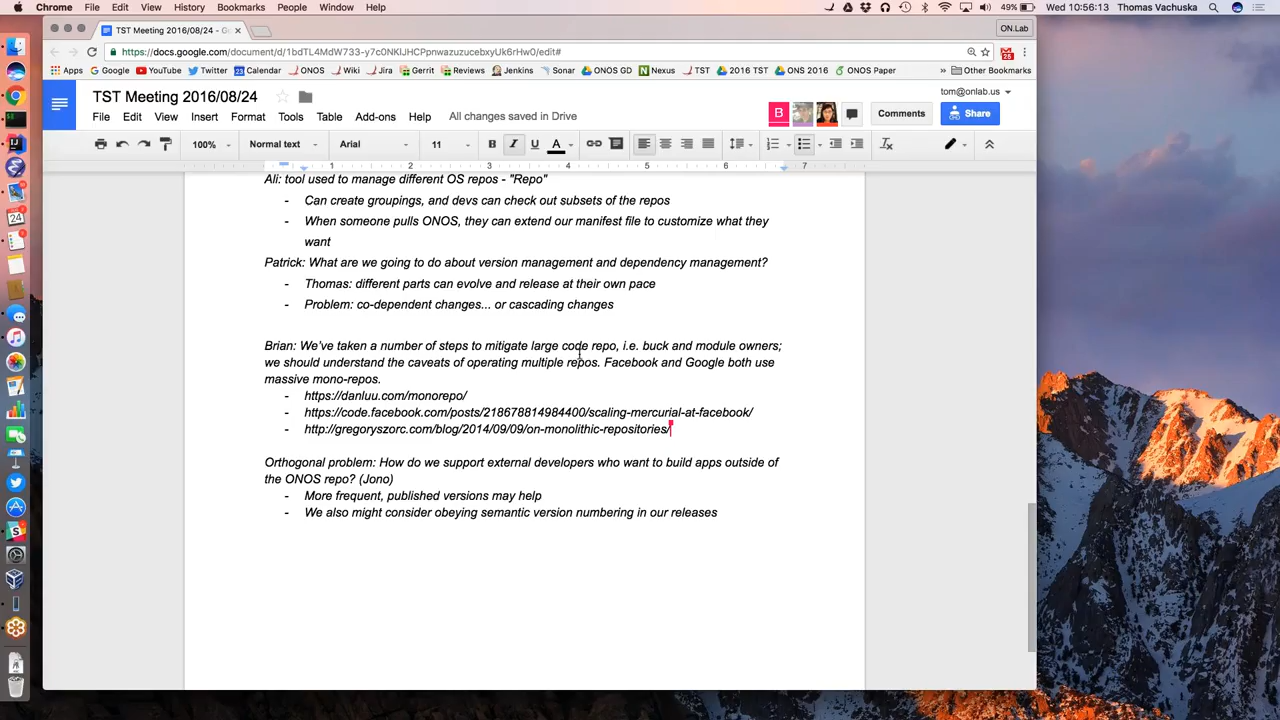 Chrome File Edit View History Bookmarks People Window Help 49% Wed 10:56:13 Thomas Vachuska
TST Meeting 2016/08/24 - G
ON.Lab
https://docs.google.com/document/d/1bdTL4MdW733-y7c0NKIJHCPpnwazuzucebxyUk6rHw0/edit#
Apps Google YouTube Twitter Calendar ONOS Wiki Jira Gerrit Reviews Jenkins Sonar ONOS GD Nexus TST 2016 TST ONS 2016 ONOS Paper » Other Bookmarks
TST Meeting 2016/08/24
tom@onlab.us
File Edit View Insert Format Tools Table Add-ons Help All changes saved in Drive
B Comments Share
100% Normal text Arial 11 B I U A
1 2 3 4 5 6 7
Ali: tool used to manage different OS repos - "Repo"
- Can create groupings, and devs can check out subsets of the repos
- When someone pulls ONOS, they can extend our manifest file to customize what they
want
Patrick: What are we going to do about version management and dependency management?
- Thomas: different parts can evolve and release at their own pace
- Problem: co-dependent changes... or cascading changes
Brian: We've taken a number of steps to mitigate large code repo, i.e. buck and module owners;
we should understand the caveats of operating multiple repos. Facebook and Google both use
massive mono-repos.
- https://danluu.com/monorepo/
- https://code.facebook.com/posts/218678814984400/scaling-mercurial-at-facebook/
- http://gregoryszorc.com/blog/2014/09/09/on-monolithic-repositories/
Orthogonal problem: How do we support external developers who want to build apps outside of
the ONOS repo? (Jono)
- More frequent, published versions may help
- We also might consider obeying semantic version numbering in our releases